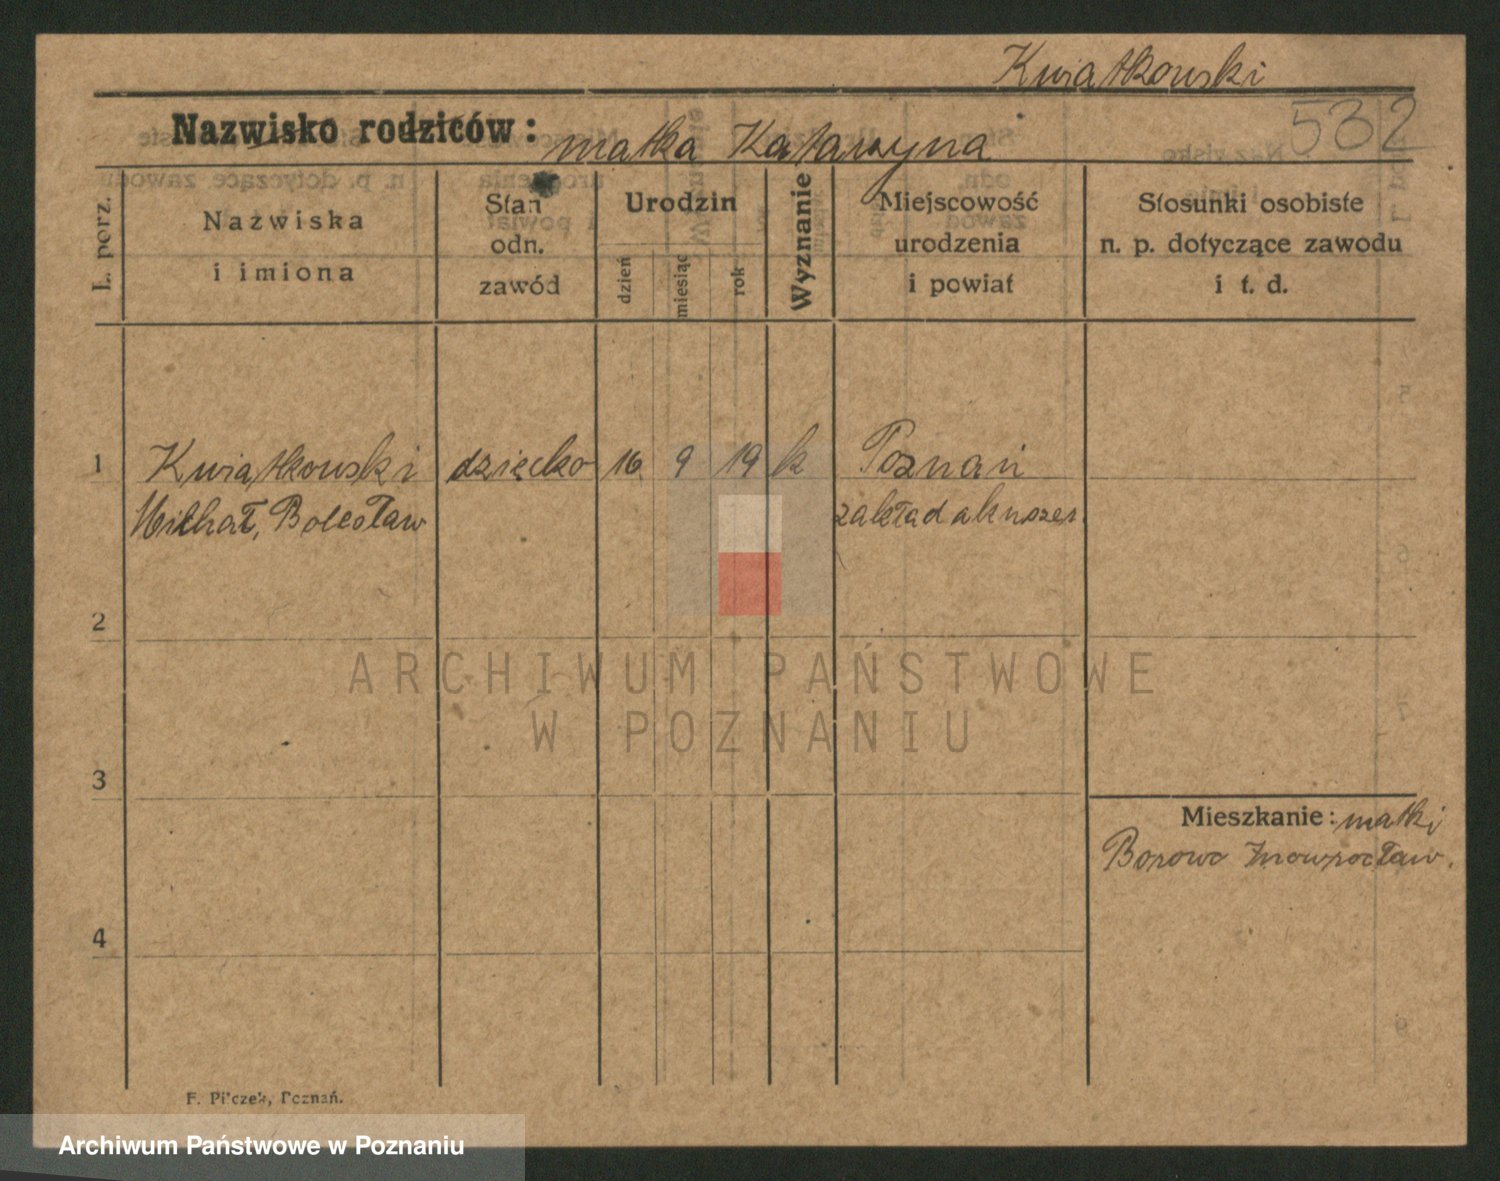 Kwiatkowski
532
Nazwisko rodziców: matka Katarzyna
L. porz.
Nazwiska
i imiona
Stan
odn.
zawód
Urodzin
dzień
miesiąc
rok
Wyznanie
Miejscowość
urodzenia
i powiat
Stosunki osobiste
n. p. dotyczące zawodu
i t. d.
1 Kwiatkowski dziecko 16 9 19 k Poznań
Michał, Bolesław zakład akuszer.
2
3
4
Mieszkanie: matki
Borowo Inowrocław.
ARCHIWUM PAŃSTWOWE
W POZNANIU
F. Pilczek, Poznań.
Archiwum Państwowe w Poznaniu